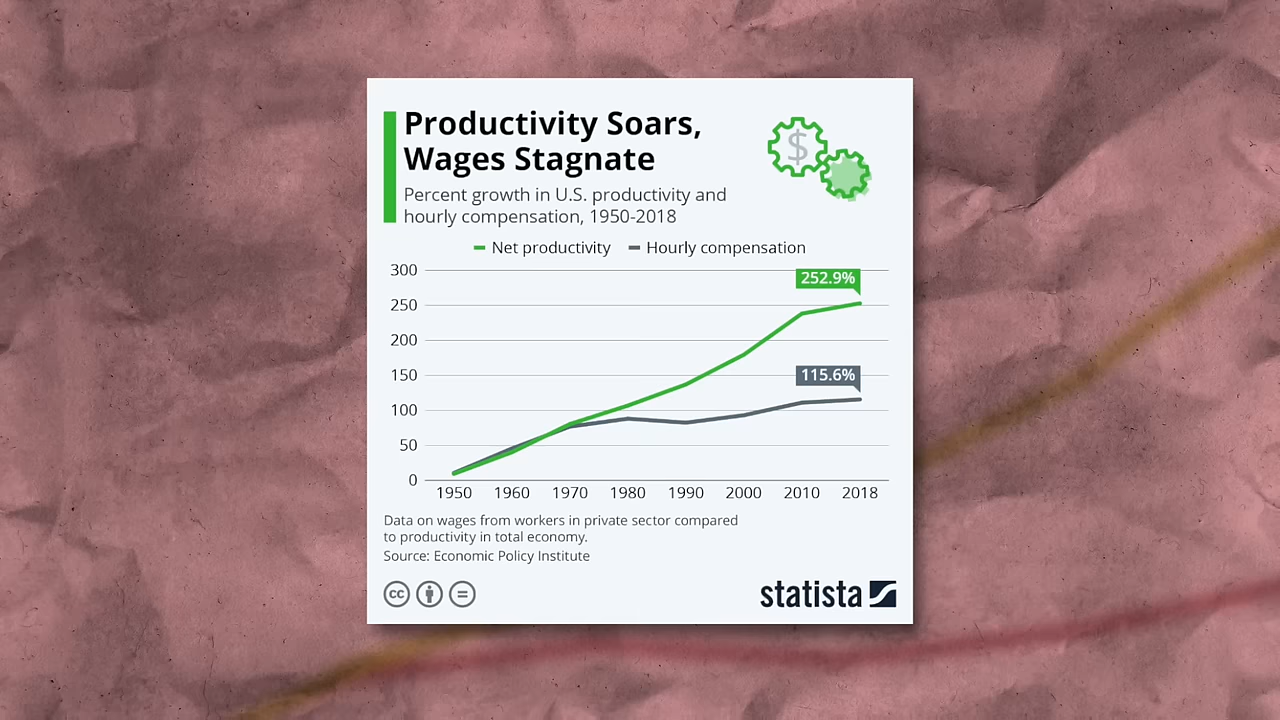 Productivity Soars,
Wages Stagnate
Percent growth in U.S. productivity and
hourly compensation, 1950-2018
Net productivity Hourly compensation
300
252.9%
250
200
150
115.6%
100
50
0
1950 1960 1970 1980 1990 2000 2010 2018
Data on wages from workers in private sector compared
to productivity in total economy.
Source: Economic Policy Institute
cc
statista